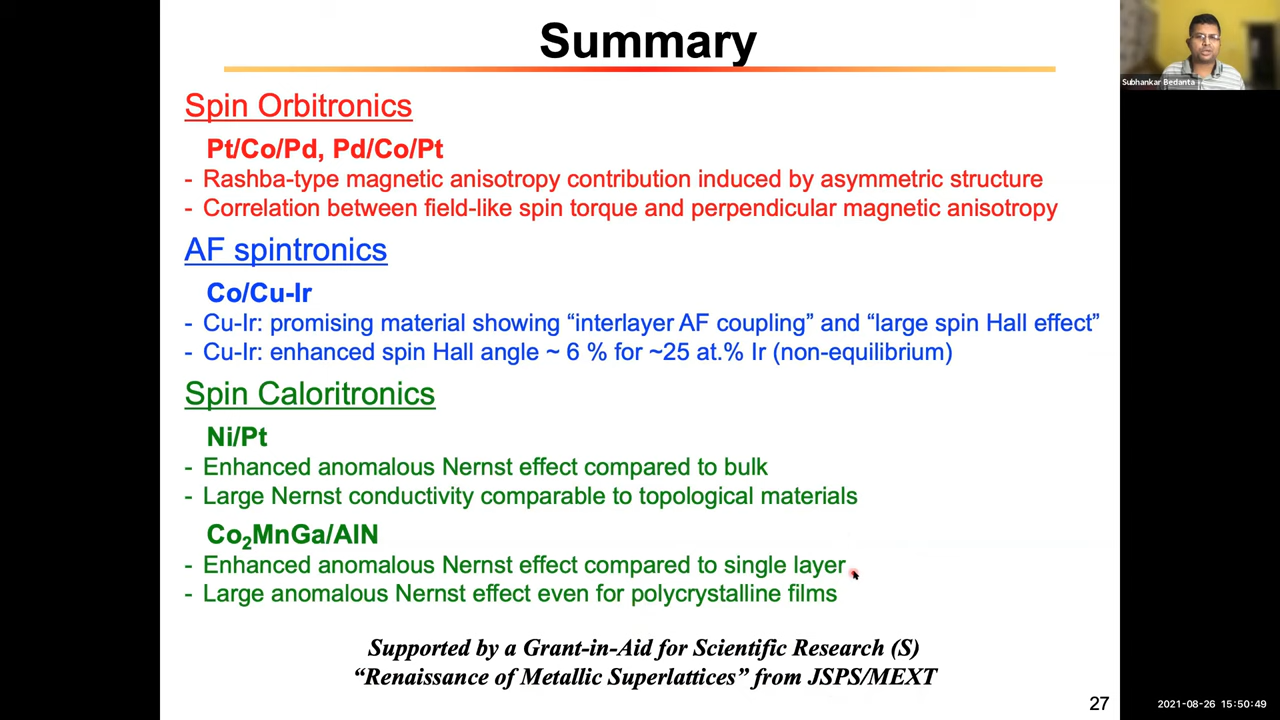 Summary
Subhankar Bedanta
Spin Orbitronics
Pt/Co/Pd, Pd/Co/Pt
- Rashba-type magnetic anisotropy contribution induced by asymmetric structure
- Correlation between field-like spin torque and perpendicular magnetic anisotropy
AF spintronics
Co/Cu-Ir
- Cu-Ir: promising material showing “interlayer AF coupling” and “large spin Hall effect”
- Cu-Ir: enhanced spin Hall angle ~ 6 % for ~25 at.% Ir (non-equilibrium)
Spin Caloritronics
Ni/Pt
- Enhanced anomalous Nernst effect compared to bulk
- Large Nernst conductivity comparable to topological materials
Co₂MnGa/AlN
- Enhanced anomalous Nernst effect compared to single layer
- Large anomalous Nernst effect even for polycrystalline films
Supported by a Grant-in-Aid for Scientific Research (S)
“Renaissance of Metallic Superlattices” from JSPS/MEXT
27
2021-08-26 15:50:49